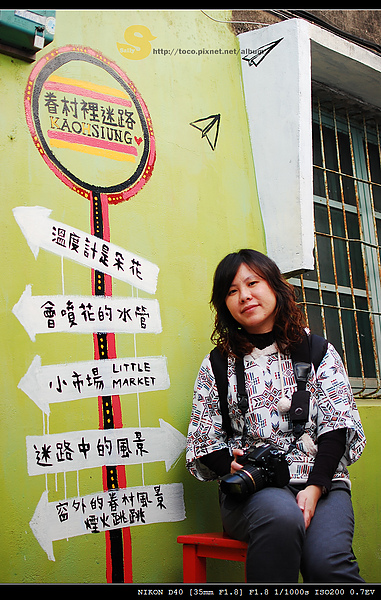 http://toco.pixnet.net/album
眷村裡迷路
KAOHSIUNG
溫度計是朵花
會噴花的水管
小市場 LITTLE
MARKET
迷路中的風景
窗外的眷村風景
煙火跳跳
NIKON D40 [35mm F1.8] F1.8 1/1000s ISO200 0.7EV